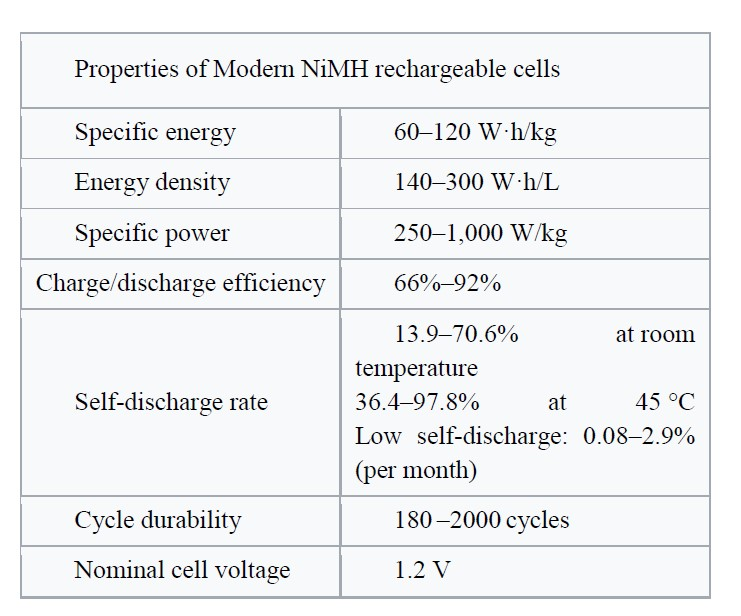 Properties of Modern NiMH rechargeable cells
Specific energy 60–120 W·h/kg
Energy density 140–300 W·h/L
Specific power 250–1,000 W/kg
Charge/discharge efficiency 66%–92%
Self-discharge rate
13.9–70.6% at room
temperature
36.4–97.8% at 45 °C
Low self-discharge: 0.08–2.9%
(per month)
Cycle durability 180–2000 cycles
Nominal cell voltage 1.2 V